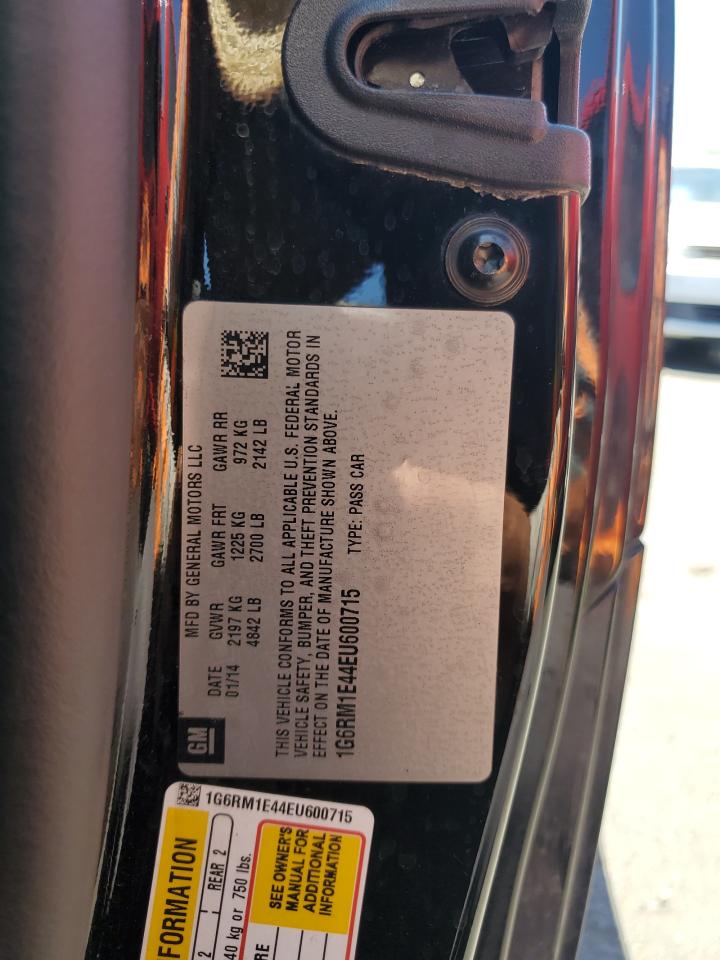 GM
MFD BY GENERAL MOTORS LLC
DATE GVWR GAWR FRT GAWR RR
01/14 2197 KG 1225 KG 972 KG
4842 LB 2700 LB 2142 LB
THIS VEHICLE CONFORMS TO ALL APPLICABLE U.S. FEDERAL MOTOR
VEHICLE SAFETY, BUMPER, AND THEFT PREVENTION STANDARDS IN
EFFECT ON THE DATE OF MANUFACTURE SHOWN ABOVE.
1G6RM1E44EU600715 TYPE: PASS CAR
1G6RM1E44EU600715
FORMATION
2 REAR 2
40 kg or 750 lbs.
RE
SEE OWNER'S
MANUAL FOR
ADDITIONAL
INFORMATION